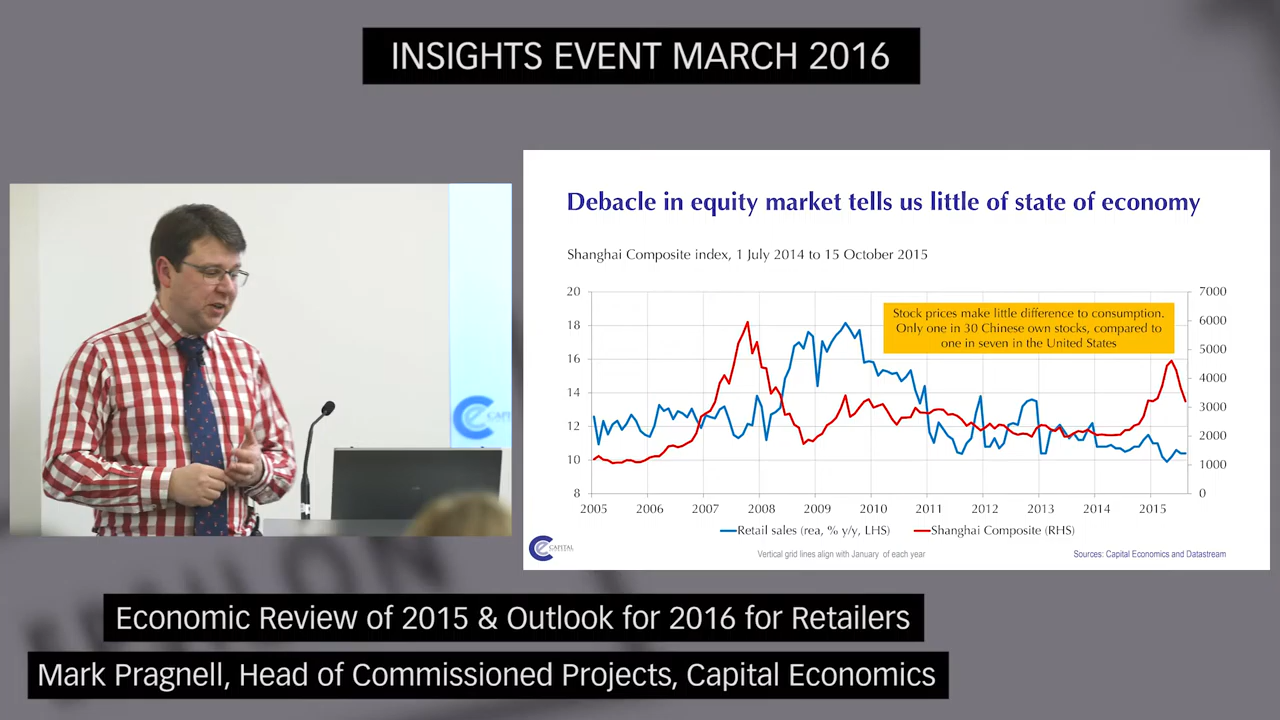 INSIGHTS EVENT MARCH 2016
Debacle in equity market tells us little of state of economy
Shanghai Composite index, 1 July 2014 to 15 October 2015
20
18
16
14
12
10
8
7000
6000
5000
4000
3000
2000
1000
0
Stock prices make little difference to consumption.
Only one in 30 Chinese own stocks, compared to
one in seven in the United States
2005 2006 2007 2008 2009 2010 2011 2012 2013 2014 2015
Retail sales (rea, % y/y, LHS) Shanghai Composite (RHS)
CAPITAL
Vertical grid lines align with January of each year
Sources: Capital Economics and Datastream
Economic Review of 2015 & Outlook for 2016 for Retailers
Mark Pragnell, Head of Commissioned Projects, Capital Economics